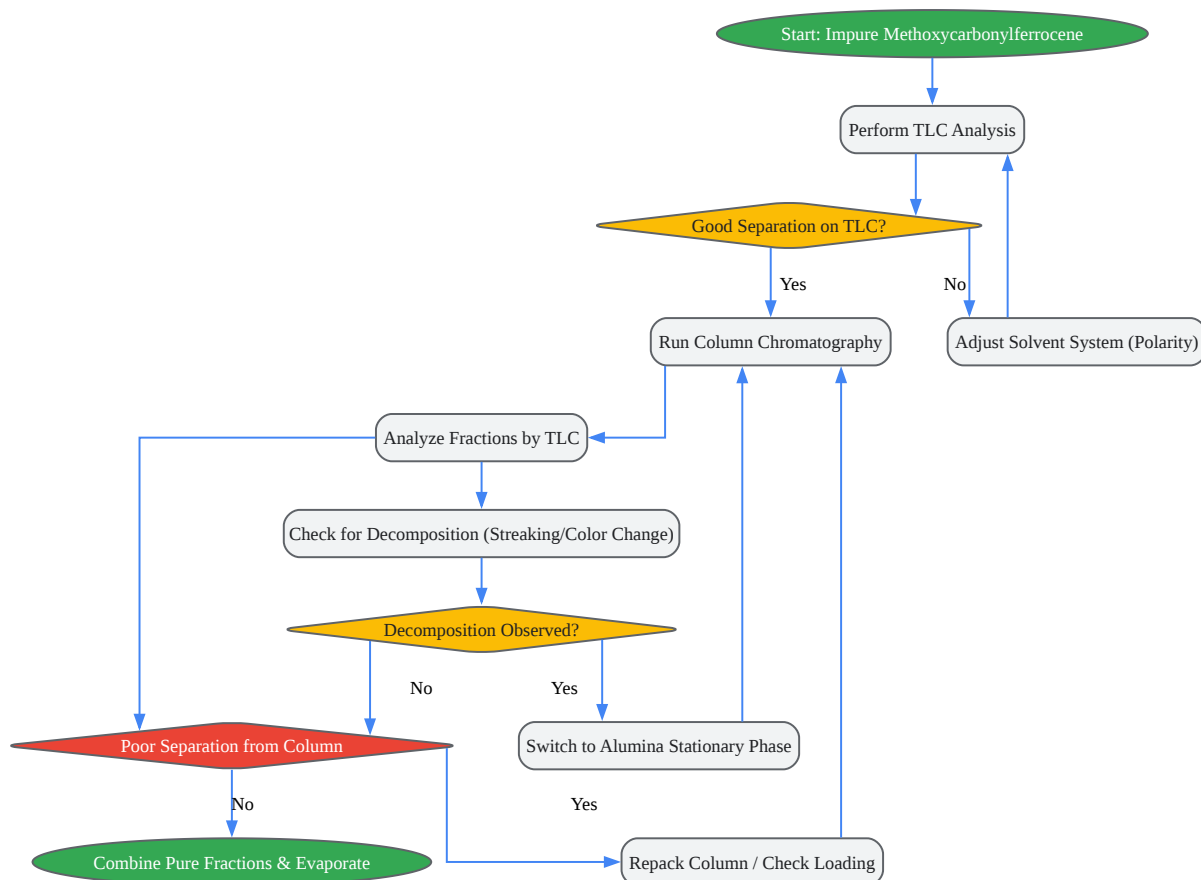 Start: Impure Methoxycarbonylferrocene
Perform TLC Analysis
Good Separation on TLC?
Yes
No
Run Column Chromatography
Adjust Solvent System (Polarity)
Analyze Fractions by TLC
Check for Decomposition (Streaking/Color Change)
Decomposition Observed?
No
Yes
Poor Separation from Column
Switch to Alumina Stationary Phase
No
Yes
Combine Pure Fractions & Evaporate
Repack Column / Check Loading